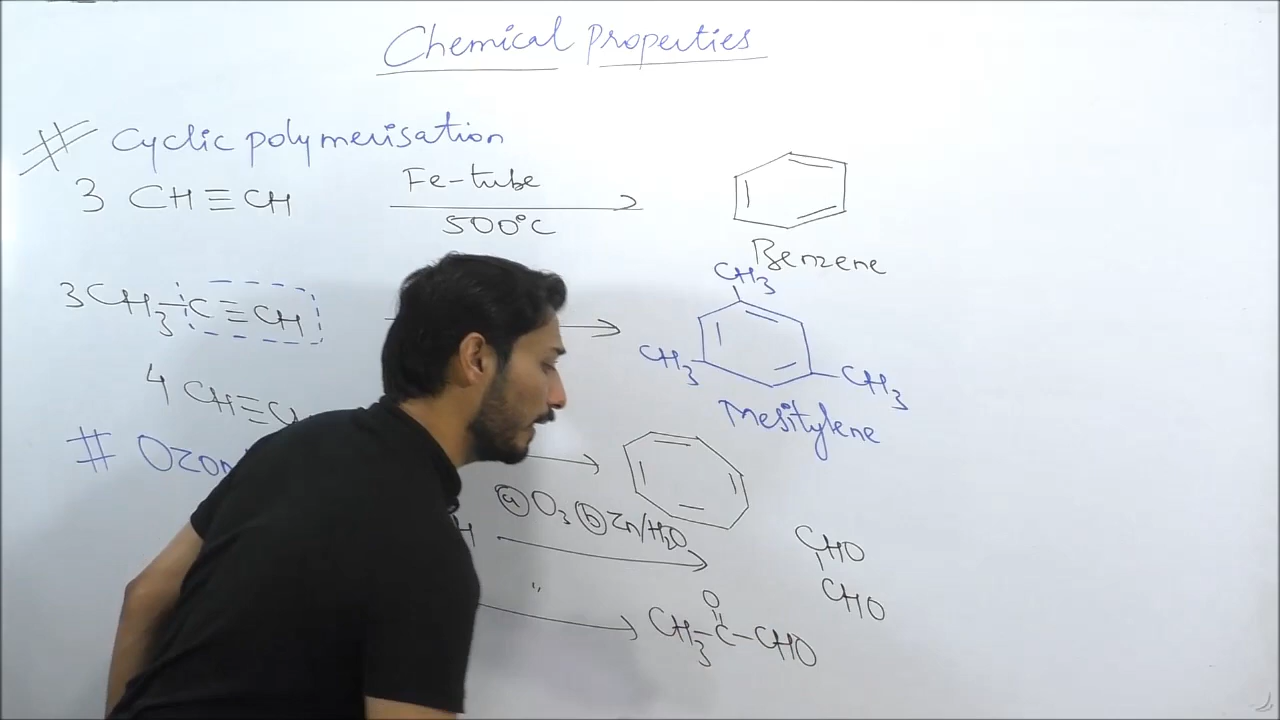 Chemical Properties
# Cyclic polymerisation
3 CH≡CH Fe-tube 500°C
Benzene
3CH₃-C≡CH
CH₃
CH₃ CH₃
Mesitylene
4 CH≡
#
ⓐ O₃ ⓑ Zn/H₂O
CHO
CHO
"
O
CH₃-C-CHO